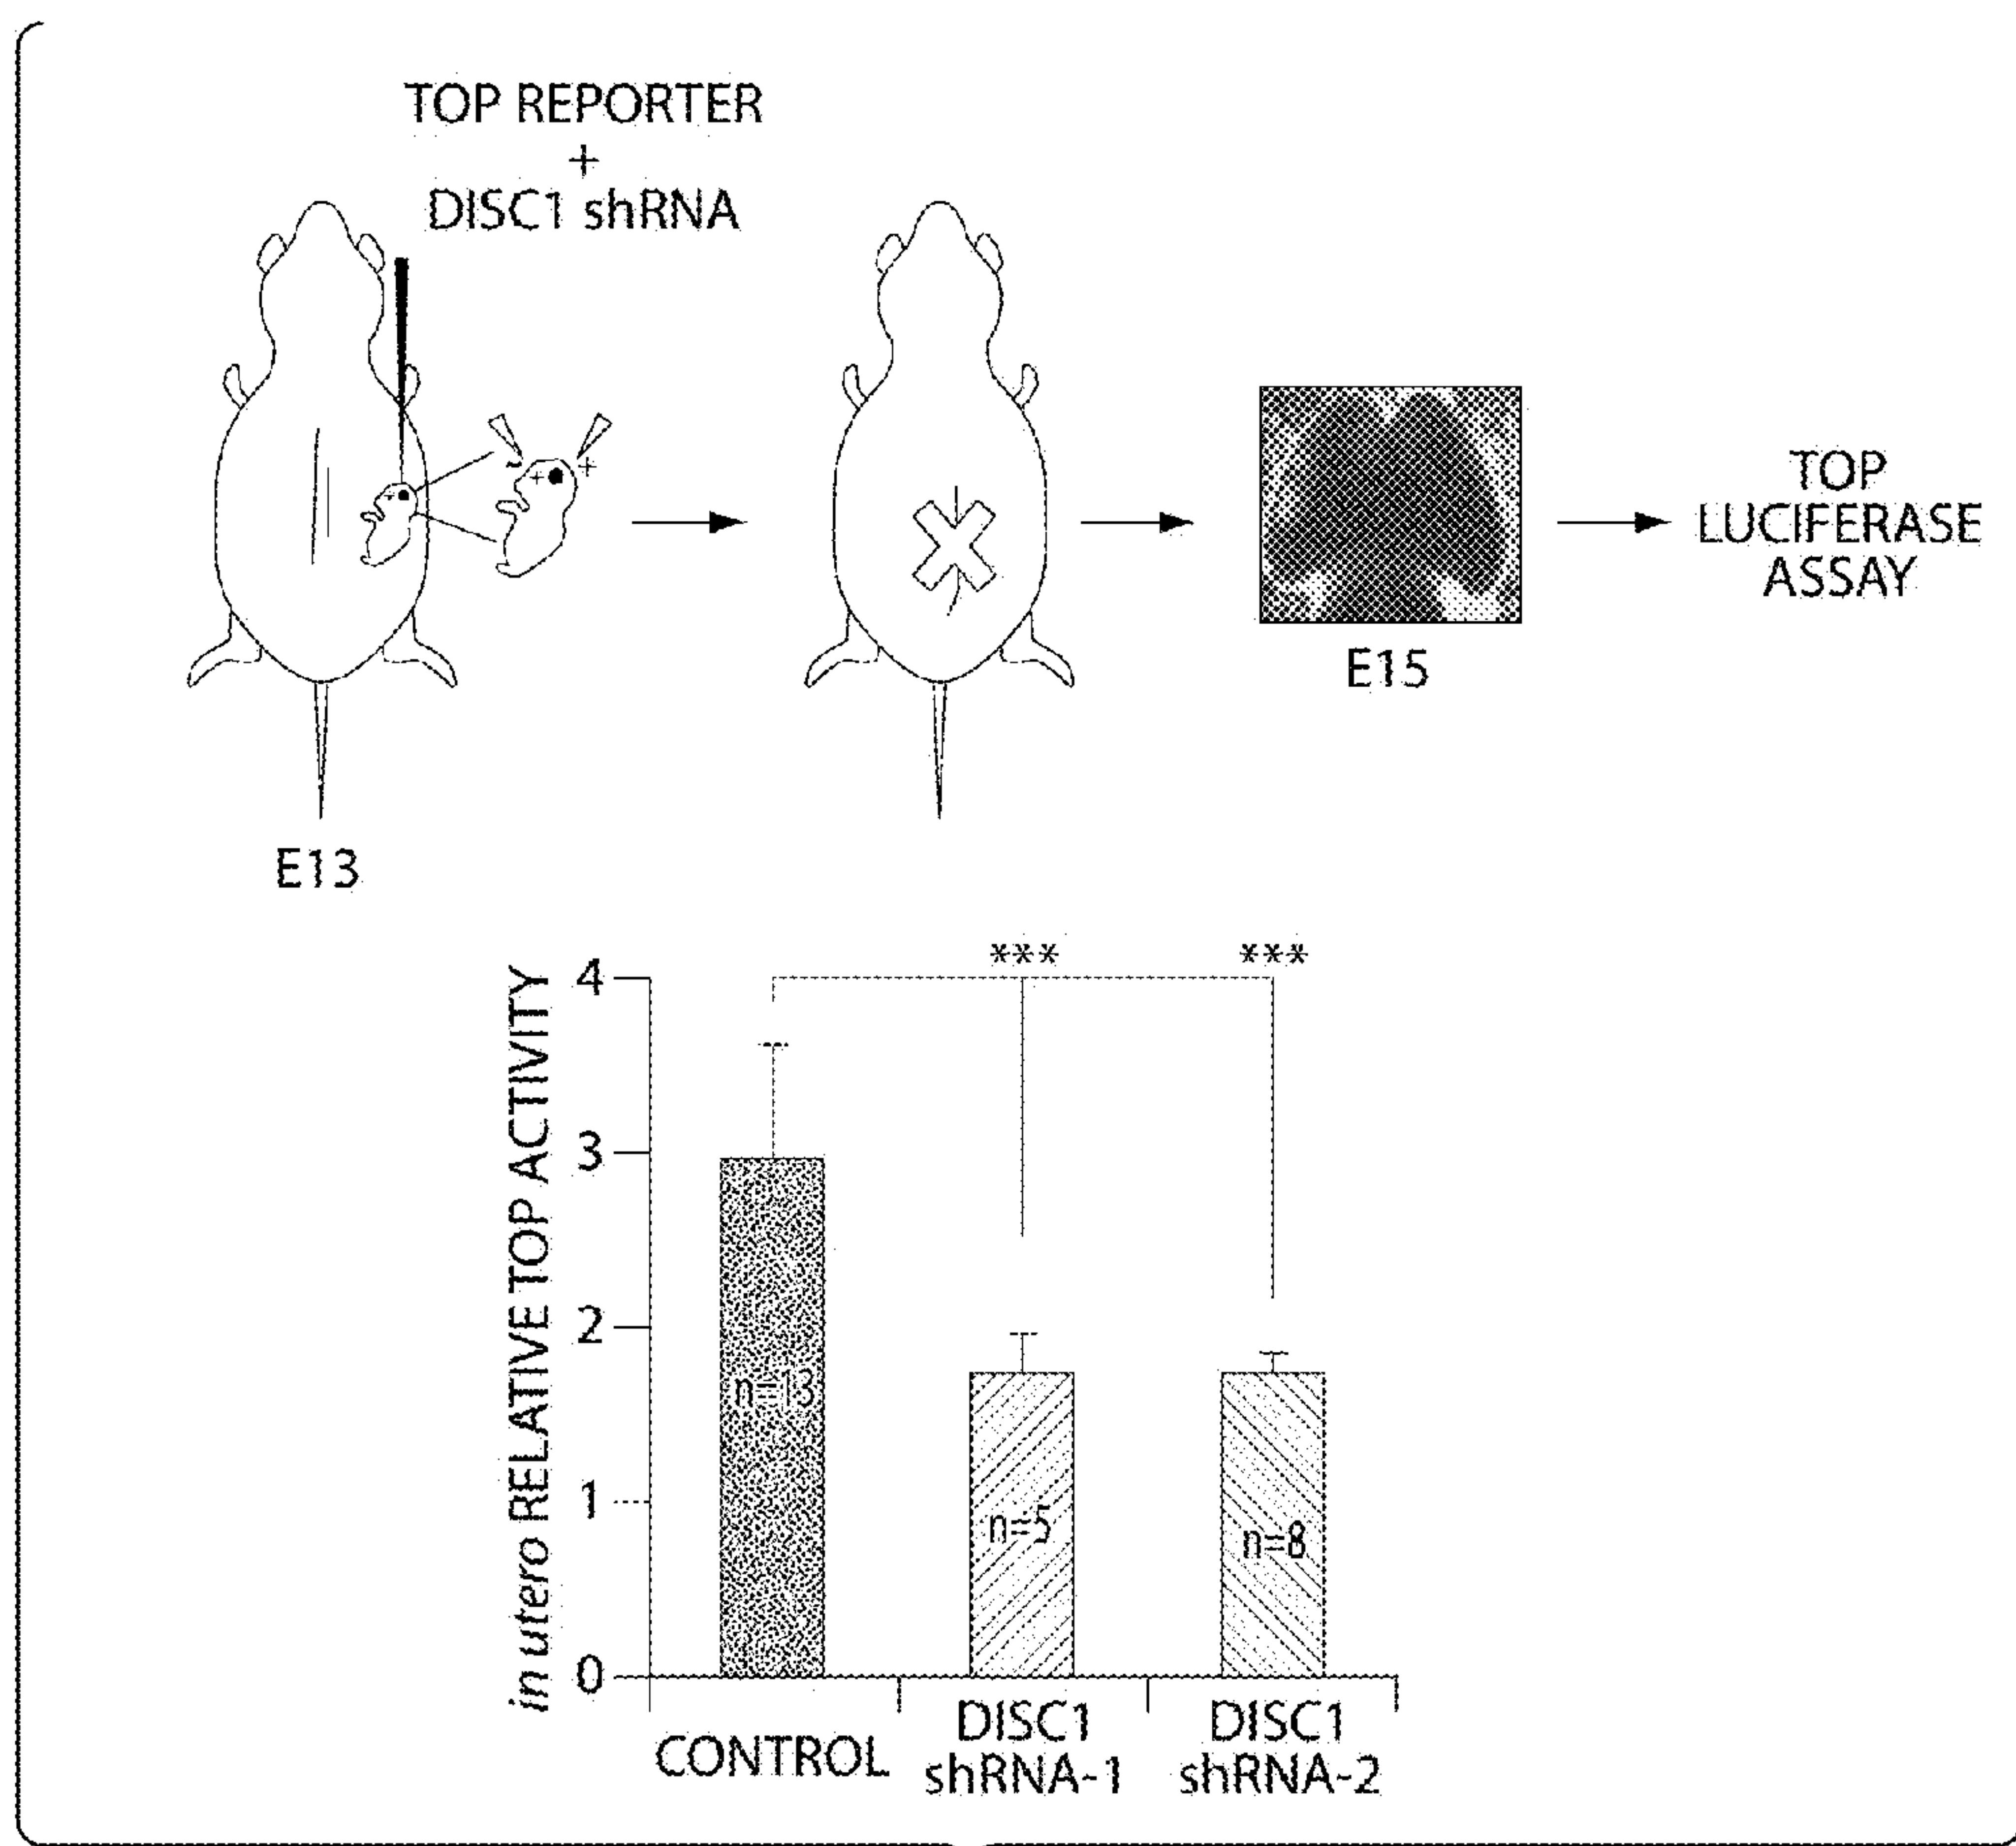 TOP REPORTER
+
DISC1 shRNA
E13
E15
TOP
LUCIFERASE
ASSAY
in utero RELATIVE TOP ACTIVITY
4
3
2
1
0
*** ***
n=13
n=5
n=8
CONTROL
DISC1
shRNA-1
DISC1
shRNA-2